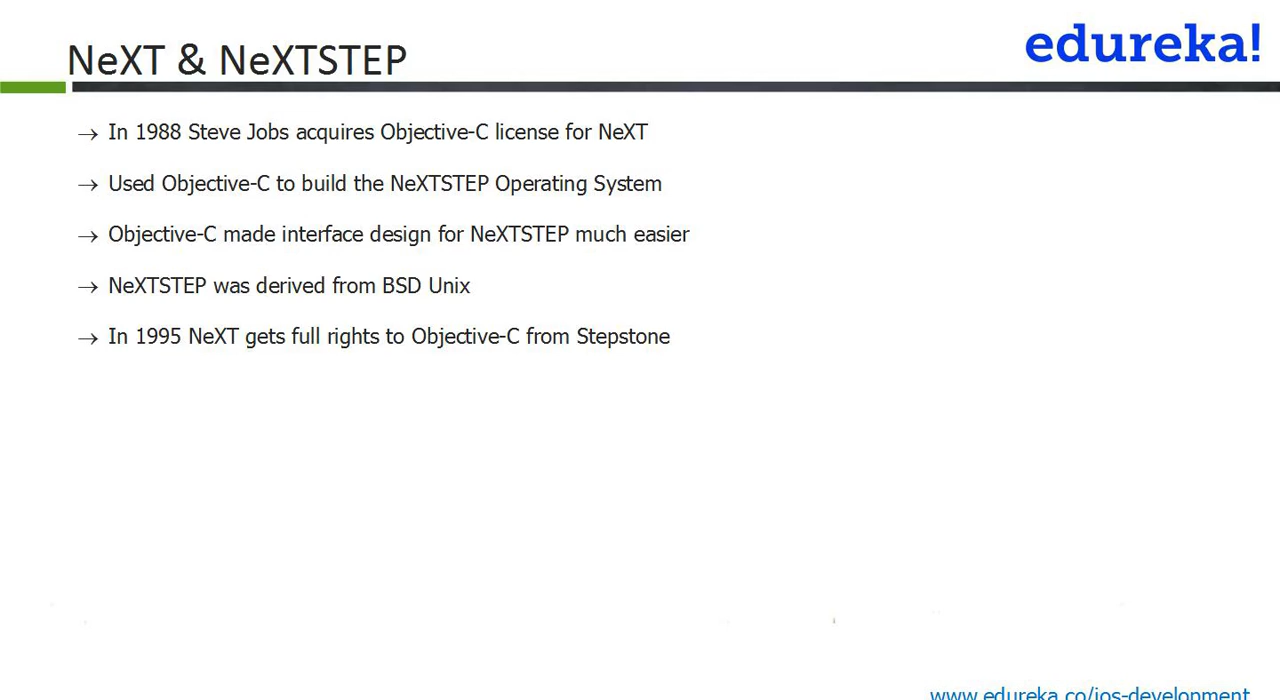 NeXT & NeXTSTEP
edureka!
→ In 1988 Steve Jobs acquires Objective-C license for NeXT
→ Used Objective-C to build the NeXTSTEP Operating System
→ Objective-C made interface design for NeXTSTEP much easier
→ NeXTSTEP was derived from BSD Unix
→ In 1995 NeXT gets full rights to Objective-C from Stepstone
www.edureka.co/ios-development